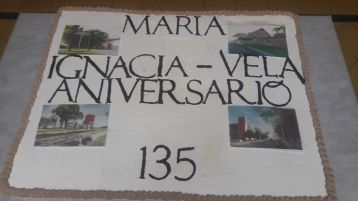 MARIA
IGNACIA - VELA
ANIVERSARIO
135